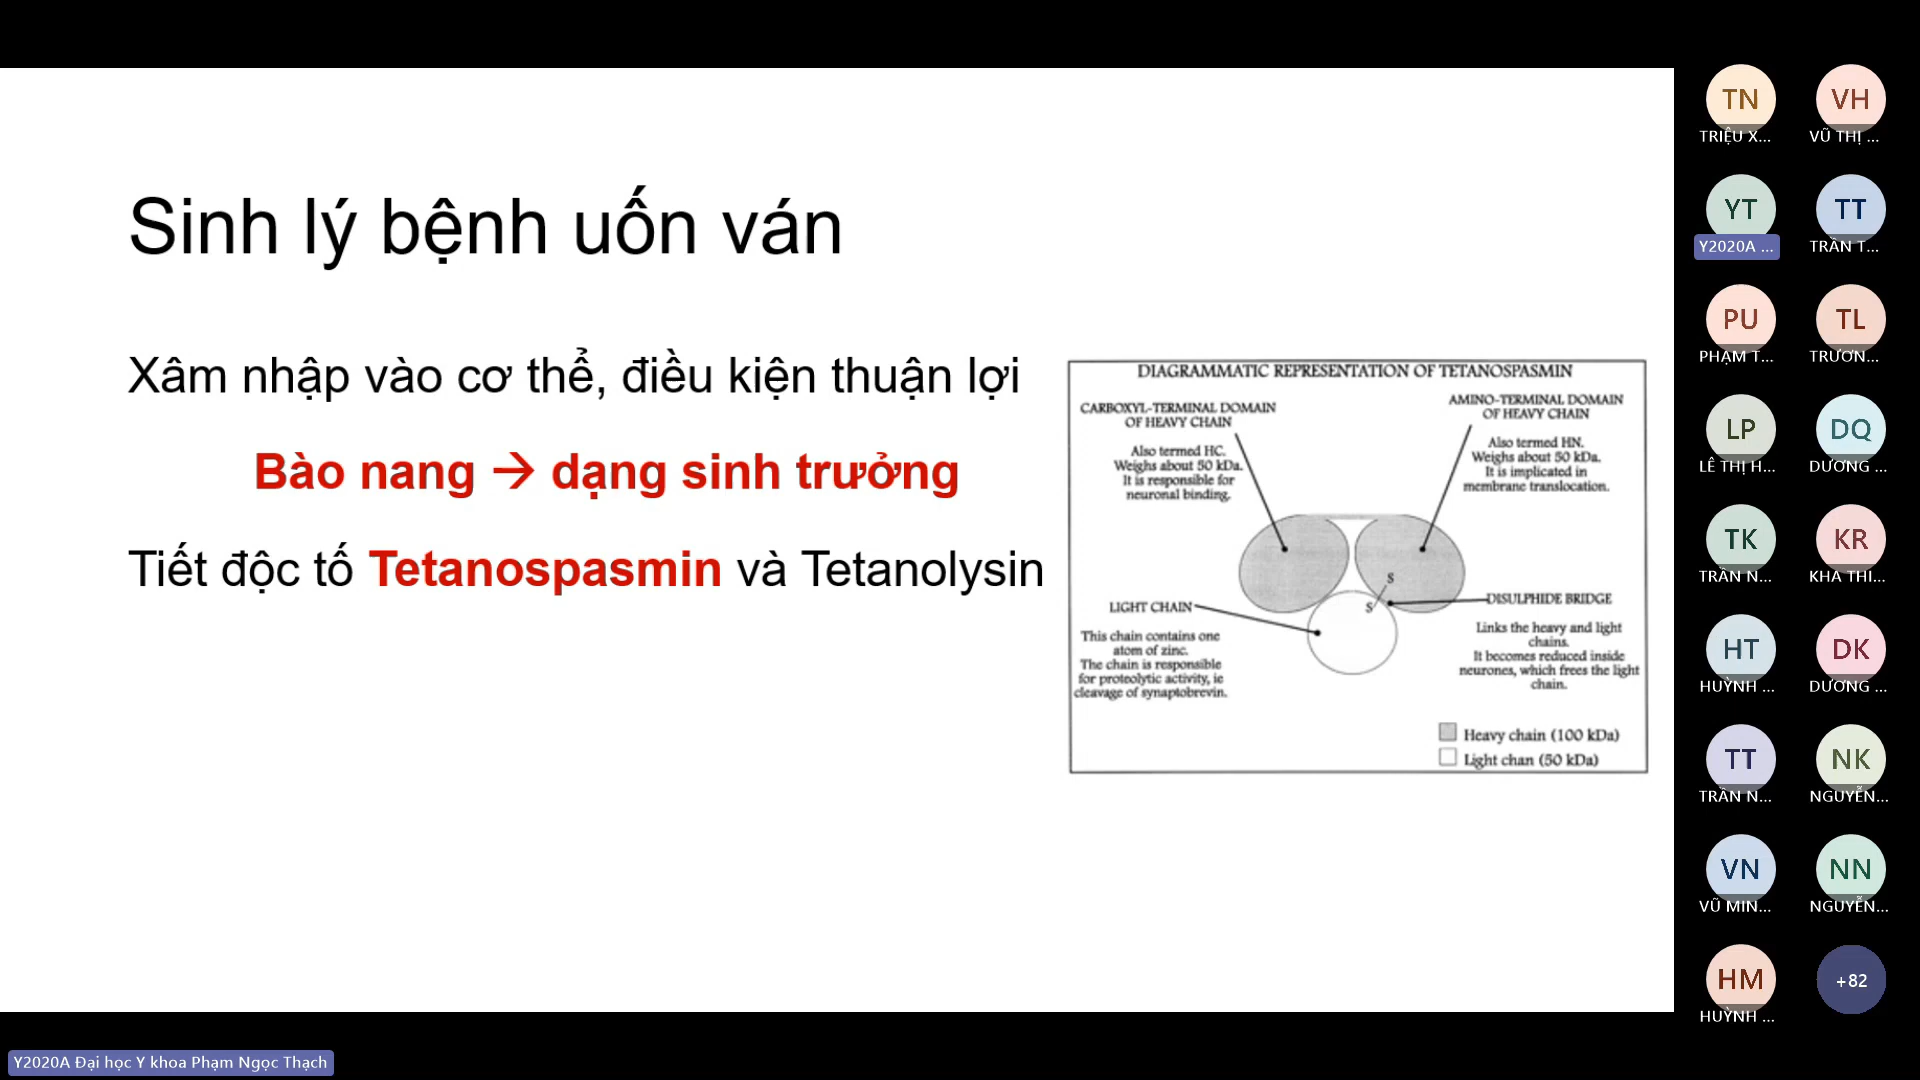 Sinh lý bệnh uốn ván
Xâm nhập vào cơ thể, điều kiện thuận lợi
Bào nang → dạng sinh trưởng
Tiết độc tố Tetanospasmin và Tetanolysin
DIAGRAMMATIC REPRESENTATION OF TETANOSPASMIN
CARBOXYL-TERMINAL DOMAIN
OF HEAVY CHAIN
Also termed HC.
Weighs about 50 kDa.
It is responsible for
neuronal binding.
AMINO-TERMINAL DOMAIN
OF HEAVY CHAIN
Also termed HN.
Weighs about 50 kDa.
It is implicated in
membrane translocation.
S
S
LIGHT CHAIN
This chain contains one
atom of zinc.
The chain is responsible
for proteolytic activity, ie
cleavage of synaptobrevin.
DISULPHIDE BRIDGE
Links the heavy and light
chains.
It becomes reduced inside
neurones, which frees the light
chain.
Heavy chain (100 kDa)
Light chan (50 kDa)
TN
TRIỆU X...
VH
VŨ THỊ ...
YT
Y2020A ...
TT
TRẦN T...
PU
PHẠM T...
TL
TRƯƠN...
LP
LÊ THỊ H...
DQ
DƯƠNG ...
TK
TRẦN N...
KR
KHA THI...
HT
HUỲNH ...
DK
DƯƠNG ...
TT
TRẦN N...
NK
NGUYỄN...
VN
VŨ MIN...
NN
NGUYỄN...
HM
HUỲNH ...
+82
Y2020A Đại học Y khoa Phạm Ngọc Thạch